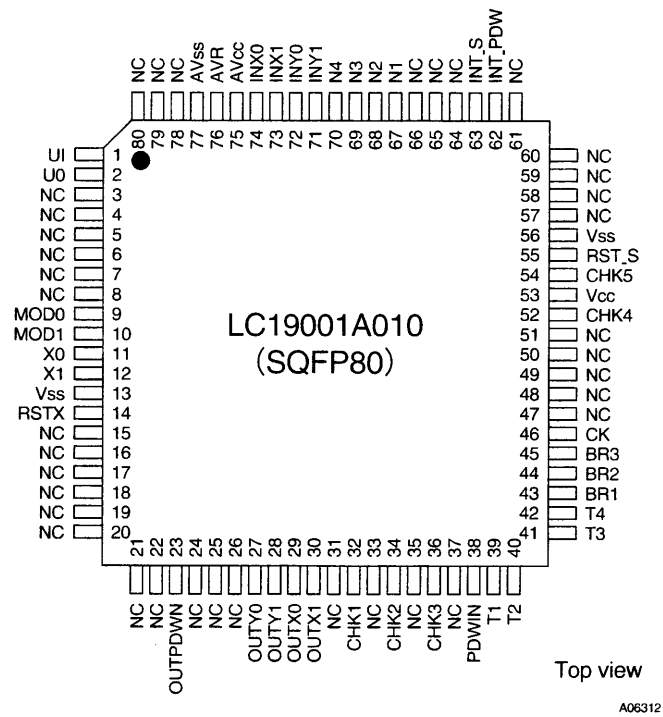 NC NC NC AVss AVR AVcc INX0 INX1 INY0 INY1 N4 N3 N2 N1 NC NC NC INT_S INT_PDW NC
80 79 78 77 76 75 74 73 72 71 70 69 68 67 66 65 64 63 62 61
UI 1
U0 2
NC 3
NC 4
NC 5
NC 6
NC 7
NC 8
MOD0 9
MOD1 10
X0 11
X1 12
Vss 13
RSTX 14
NC 15
NC 16
NC 17
NC 18
NC 19
NC 20
LC19001A010
(SQFP80)
60 NC
59 NC
58 NC
57 NC
56 Vss
55 RST_S
54 CHK5
53 Vcc
52 CHK4
51 NC
50 NC
49 NC
48 NC
47 NC
46 CK
45 BR3
44 BR2
43 BR1
42 T4
41 T3
21 22 23 24 25 26 27 28 29 30 31 32 33 34 35 36 37 38 39 40
NC NC OUTPDWN NC NC NC OUTY0 OUTY1 OUTX0 OUTX1 NC CHK1 NC CHK2 NC CHK3 NC PDWIN T1 T2
Top view
A06312